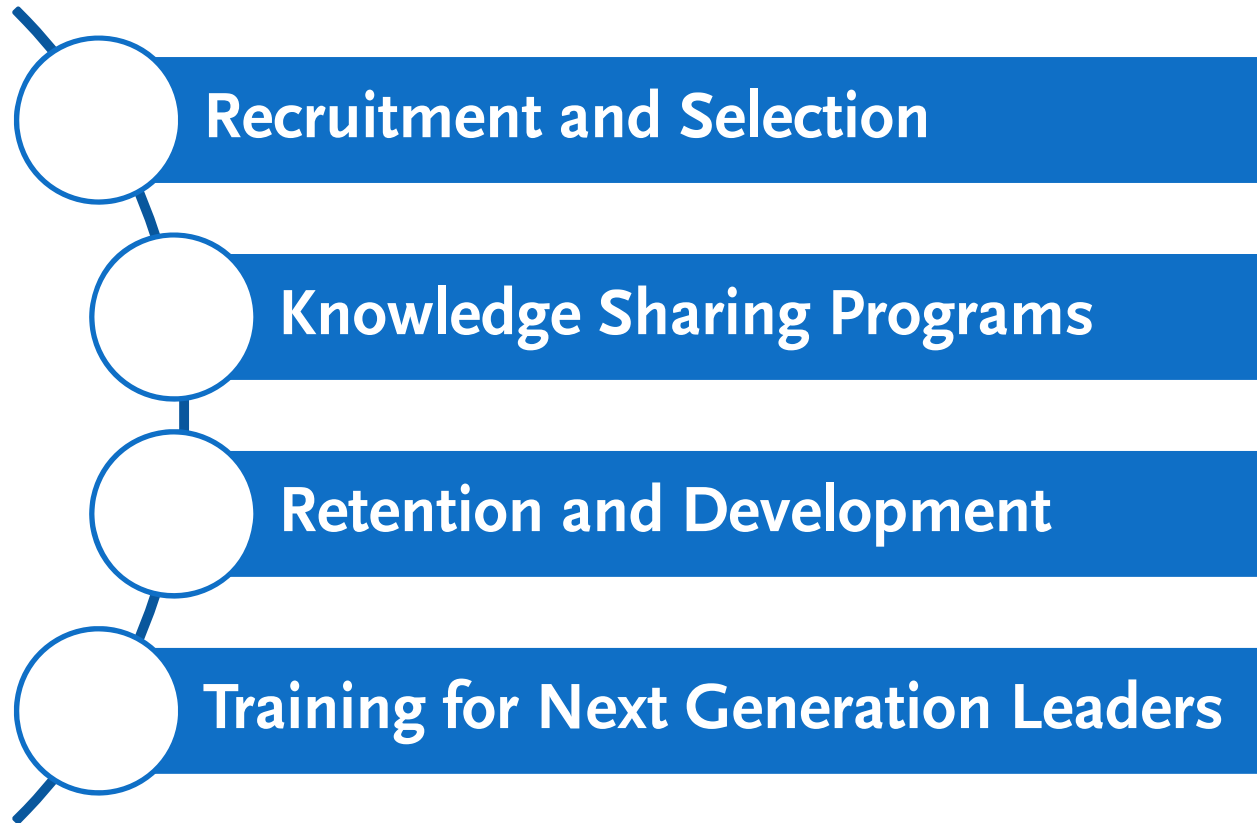 Recruitment and Selection
Knowledge Sharing Programs
Retention and Development
Training for Next Generation Leaders